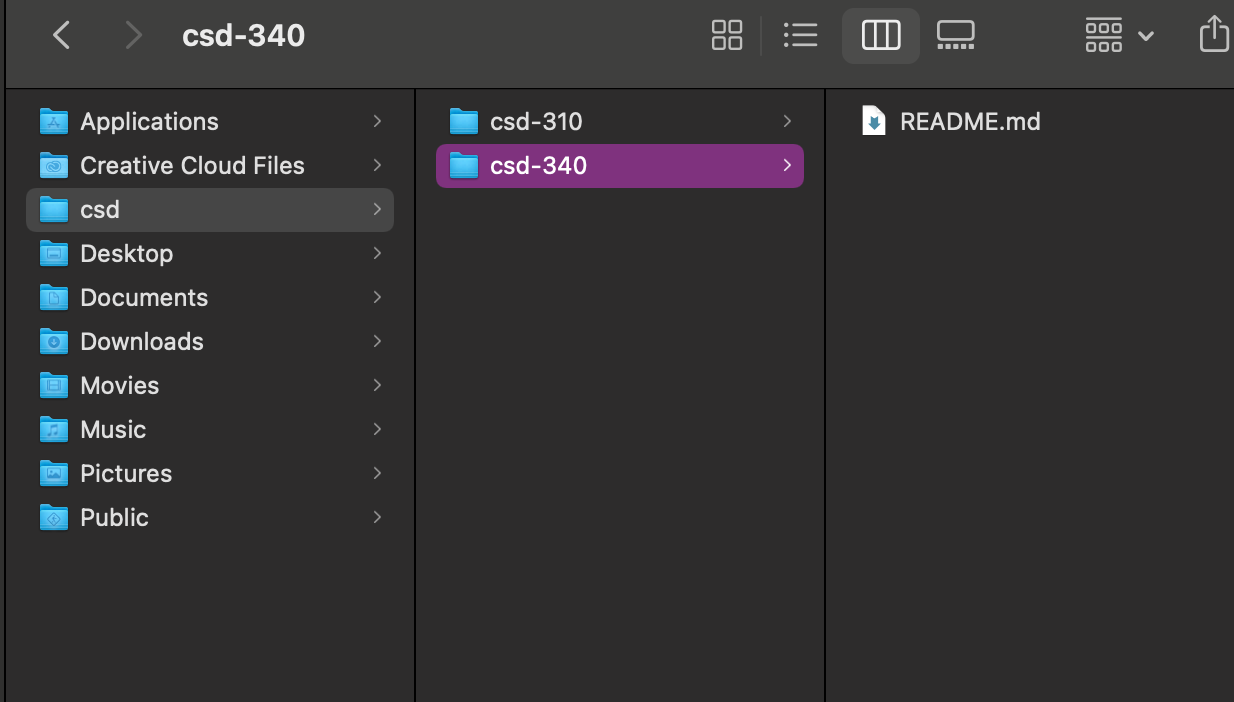 csd-340
Applications
Creative Cloud Files
csd
Desktop
Documents
Downloads
Movies
Music
Pictures
Public
csd-310
csd-340
README.md